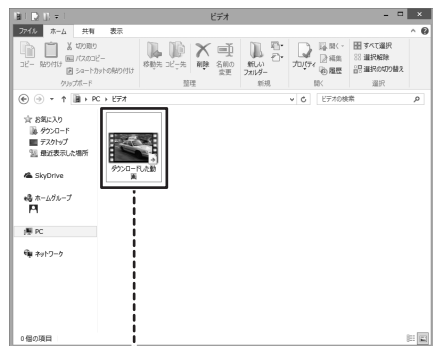 ビデオ
ファイル ホーム 共有 表示
コピー 貼り付け 切り取り パスのコピー ショートカットの貼り付け
クリップボード
移動先 コピー先 削除 名前の変更
整理
新しいフォルダー
新規
プロパティ 開く 編集 履歴
開く
すべて選択 選択解除 選択の切り替え
選択
PC ビデオ ビデオの検索
お気に入り
ダウンロード
デスクトップ
最近表示した場所
SkyDrive
ホームグループ
PC
ネットワーク
ダウンロードした動
画
0 個の項目